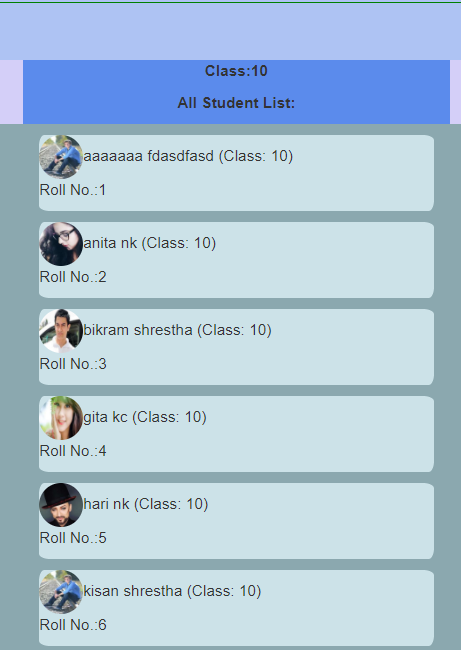 Class:10
All Student List:
aaaaaaa fdasdfasd (Class: 10)
Roll No.:1
anita nk (Class: 10)
Roll No.:2
bikram shrestha (Class: 10)
Roll No.:3
gita kc (Class: 10)
Roll No.:4
hari nk (Class: 10)
Roll No.:5
kisan shrestha (Class: 10)
Roll No.:6